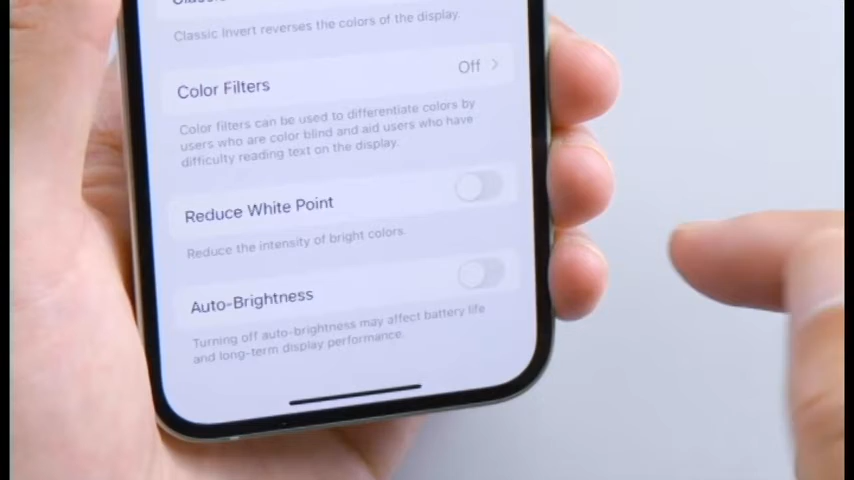 Classic Invert reverses the colors of the display.
Color Filters
Off
Color filters can be used to differentiate colors by
users who are color blind and aid users who have
difficulty reading text on the display.
Reduce White Point
Reduce the intensity of bright colors.
Auto-Brightness
Turning off auto-brightness may affect battery life
and long-term display performance.